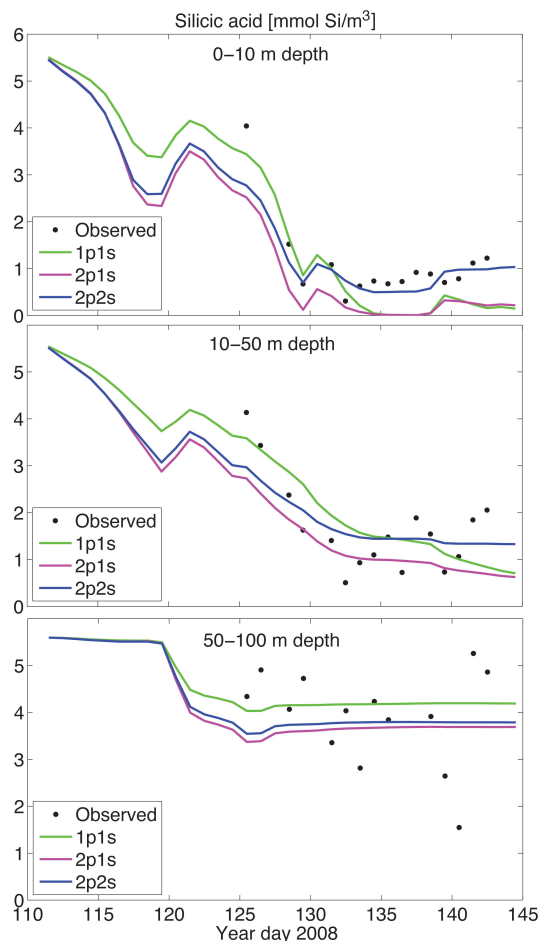 Silicic acid [mmol Si/m³]
0–10 m depth
6
5
4
3
2
1
0
Observed
1p1s
2p1s
2p2s
10–50 m depth
5
4
3
2
1
0
Observed
1p1s
2p1s
2p2s
50–100 m depth
5
4
3
2
1
0
Observed
1p1s
2p1s
2p2s
110 115 120 125 130 135 140 145
Year day 2008